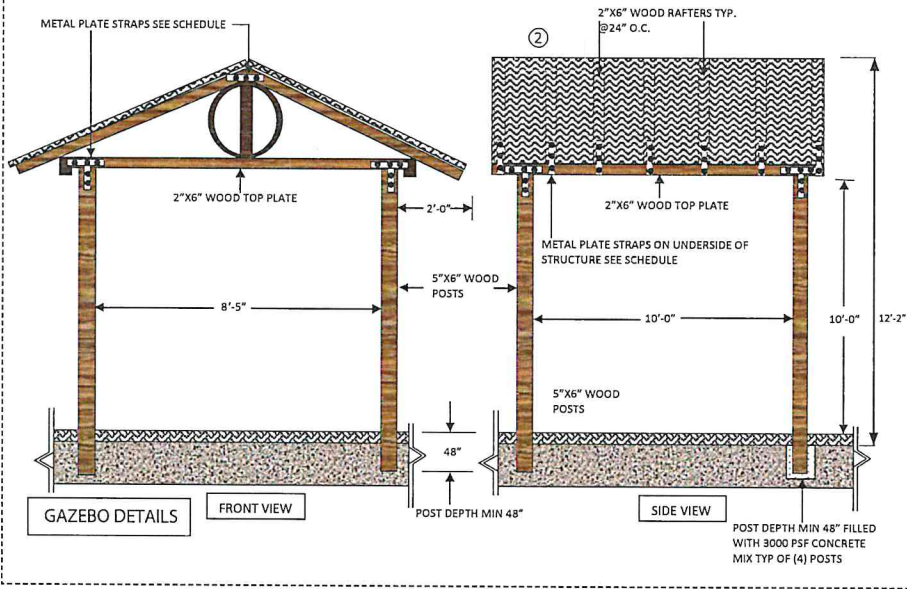 METAL PLATE STRAPS SEE SCHEDULE
2"X6" WOOD RAFTERS TYP.
@24" O.C.
2
2"X6" WOOD TOP PLATE
2'-0"
2"X6" WOOD TOP PLATE
METAL PLATE STRAPS ON UNDERSIDE OF
STRUCTURE SEE SCHEDULE
5"X6" WOOD
POSTS
8'-5"
10'-0"
10'-0"
12'-2"
5"X6" WOOD
POSTS
48"
GAZEBO DETAILS
FRONT VIEW
POST DEPTH MIN 48"
SIDE VIEW
POST DEPTH MIN 48" FILLED
WITH 3000 PSF CONCRETE
MIX TYP OF (4) POSTS